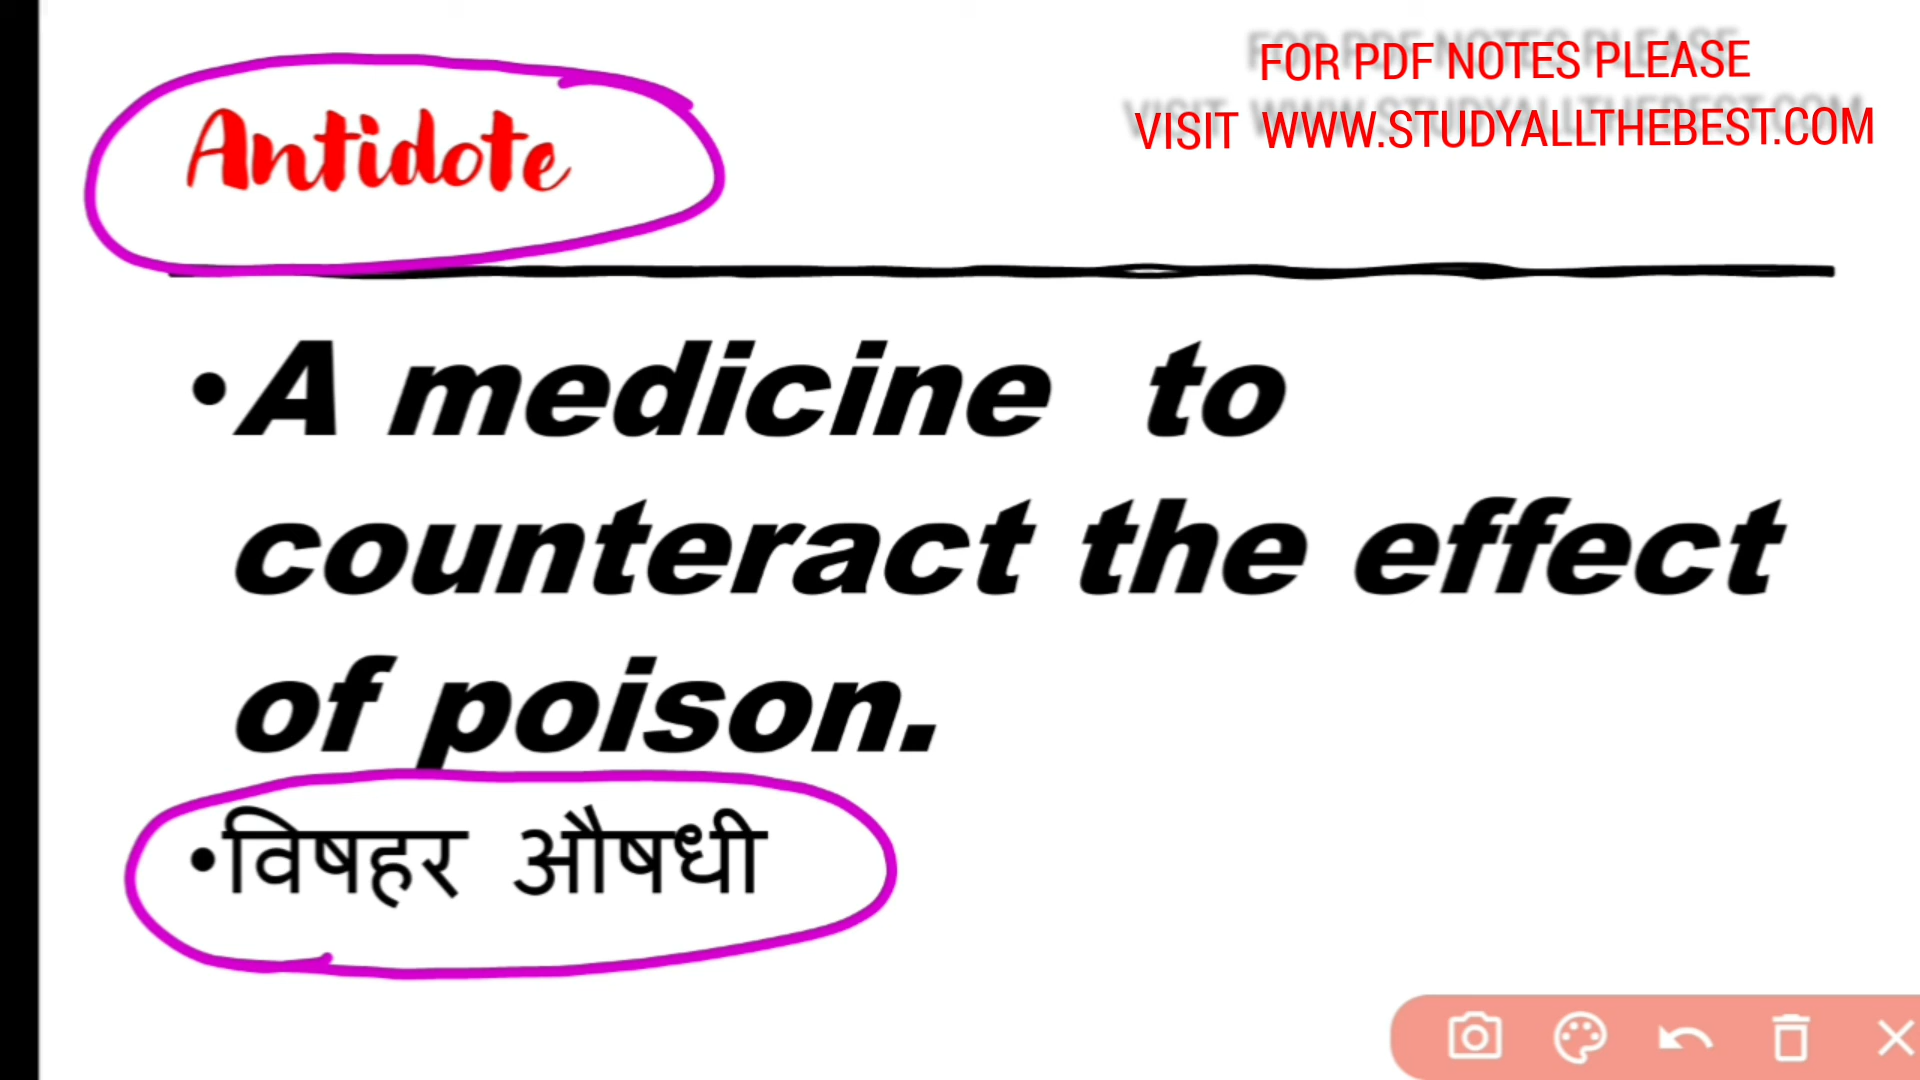 FOR PDF NOTES PLEASE
VISIT WWW.STUDYALLTHEBEST.COM
Antidote
•A medicine to
counteract the effect
of poison.
•विषहर औषधी